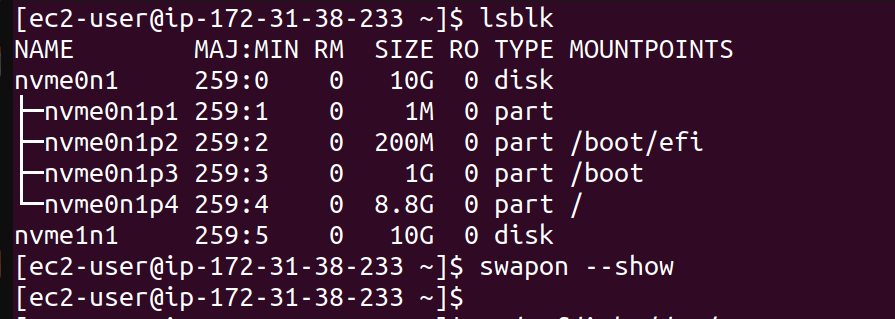 [ec2-user@ip-172-31-38-233 ~]$ lsblk
NAME        MAJ:MIN RM  SIZE RO TYPE MOUNTPOINTS
nvme0n1     259:0    0   10G  0 disk
├─nvme0n1p1 259:1    0    1M  0 part
├─nvme0n1p2 259:2    0  200M  0 part /boot/efi
├─nvme0n1p3 259:3    0    1G  0 part /boot
└─nvme0n1p4 259:4    0  8.8G  0 part /
nvme1n1     259:5    0   10G  0 disk
[ec2-user@ip-172-31-38-233 ~]$ swapon --show
[ec2-user@ip-172-31-38-233 ~]$